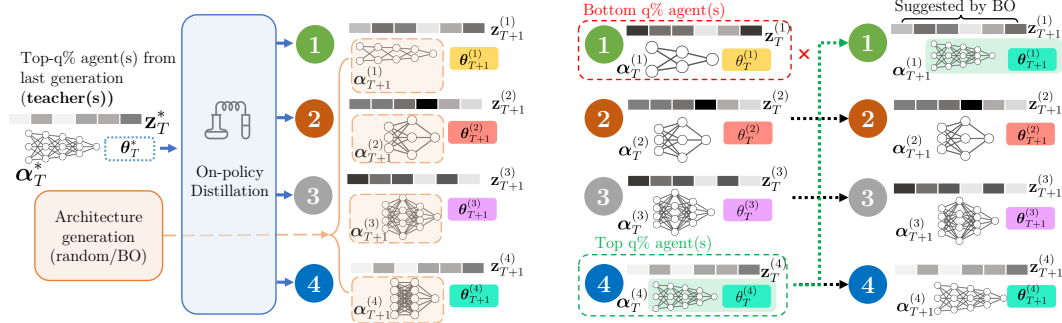 Top-q% agent(s) from
last generation
(teacher(s))
z*_T
α*_T
θ*_T
Architecture
generation
(random/BO)
On-policy
Distillation
1
z^{(1)}_{T+1}
α^{(1)}_{T+1}
θ^{(1)}_{T+1}
2
z^{(2)}_{T+1}
α^{(2)}_{T+1}
θ^{(2)}_{T+1}
3
z^{(3)}_{T+1}
α^{(3)}_{T+1}
θ^{(3)}_{T+1}
4
z^{(4)}_{T+1}
α^{(4)}_{T+1}
θ^{(4)}_{T+1}
Bottom q% agent(s)
1
z^{(1)}_T
α^{(1)}_T
θ^{(1)}_T
×
2
z^{(2)}_T
α^{(2)}_T
θ^{(2)}_T
3
z^{(3)}_T
α^{(3)}_T
θ^{(3)}_T
Top q% agent(s)
4
z^{(4)}_T
α^{(4)}_T
θ^{(4)}_T
Suggested by BO
1
z^{(1)}_{T+1}
α^{(1)}_{T+1}
θ^{(1)}_{T+1}
2
z^{(2)}_{T+1}
α^{(2)}_{T+1}
θ^{(2)}_{T+1}
3
z^{(3)}_{T+1}
α^{(3)}_{T+1}
θ^{(3)}_{T+1}
4
z^{(4)}_{T+1}
α^{(4)}_{T+1}
θ^{(4)}_{T+1}